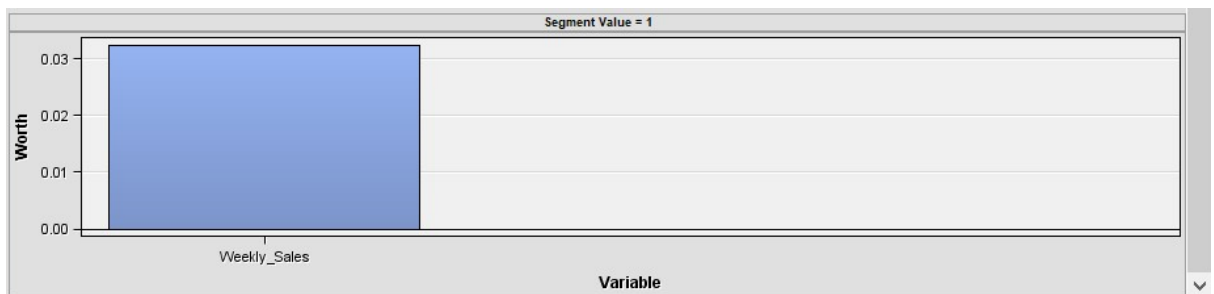 Segment Value = 1
Worth
0.03
0.02
0.01
0.00
Weekly_Sales
Variable